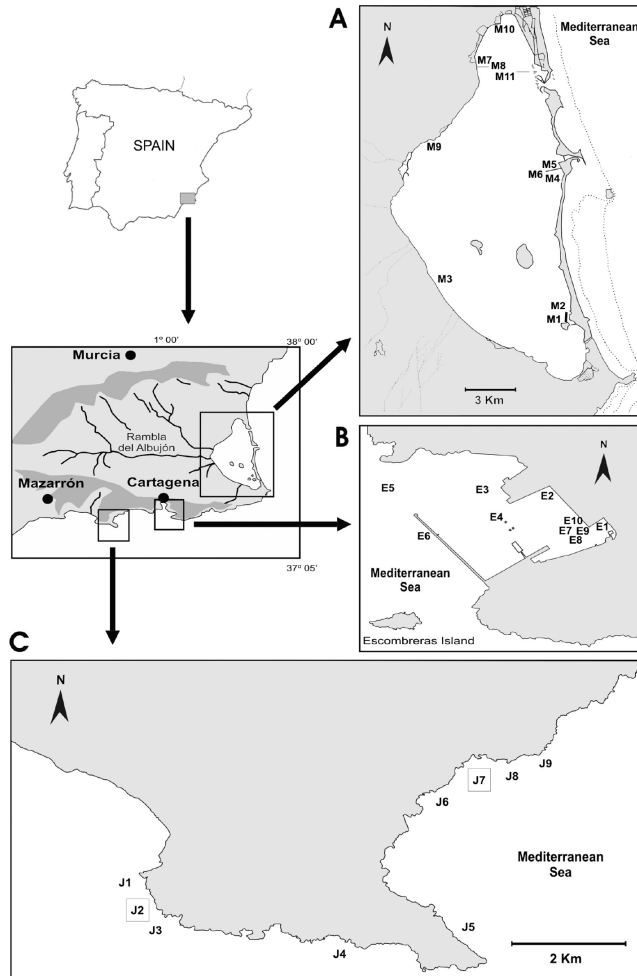 A
N
Mediterranean
Sea
M10
M7
M8
M11
M9
M5
M6
M4
M3
M2
M1
3 Km
SPAIN
1º 00'
38º 00'
Murcia
Rambla
del Albujón
Mazarrón
Cartagena
37º 05'
B
N
E5
E3
E2
E4
E10
E1
E7
E9
E8
E6
Mediterranean
Sea
Escombreras Island
C
N
J9
J7
J8
J6
Mediterranean
Sea
J1
J2
J3
J5
J4
2 Km